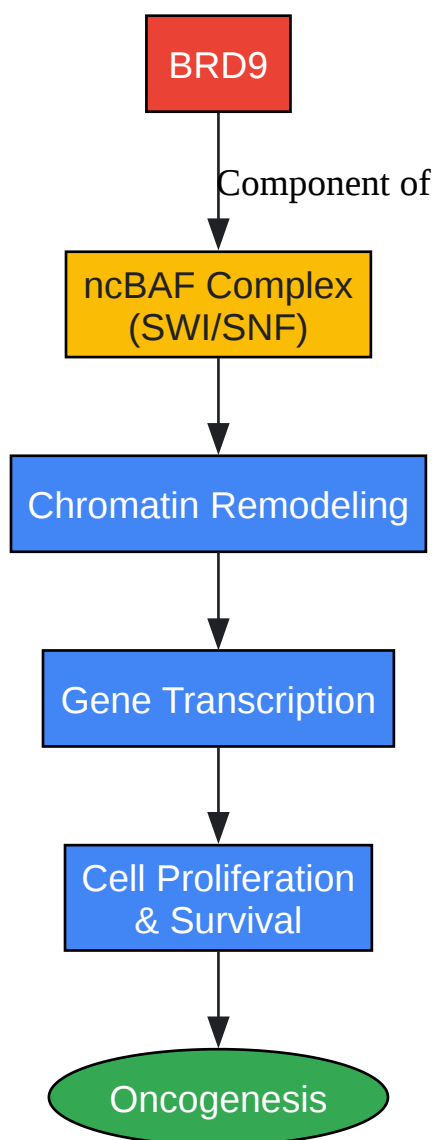 BRD9
Component of
ncBAF Complex
(SWI/SNF)
Chromatin Remodeling
Gene Transcription
Cell Proliferation
& Survival
Oncogenesis